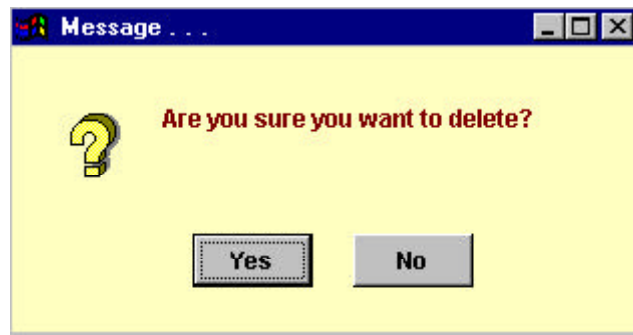 Message . . .
Are you sure you want to delete?
Yes
No